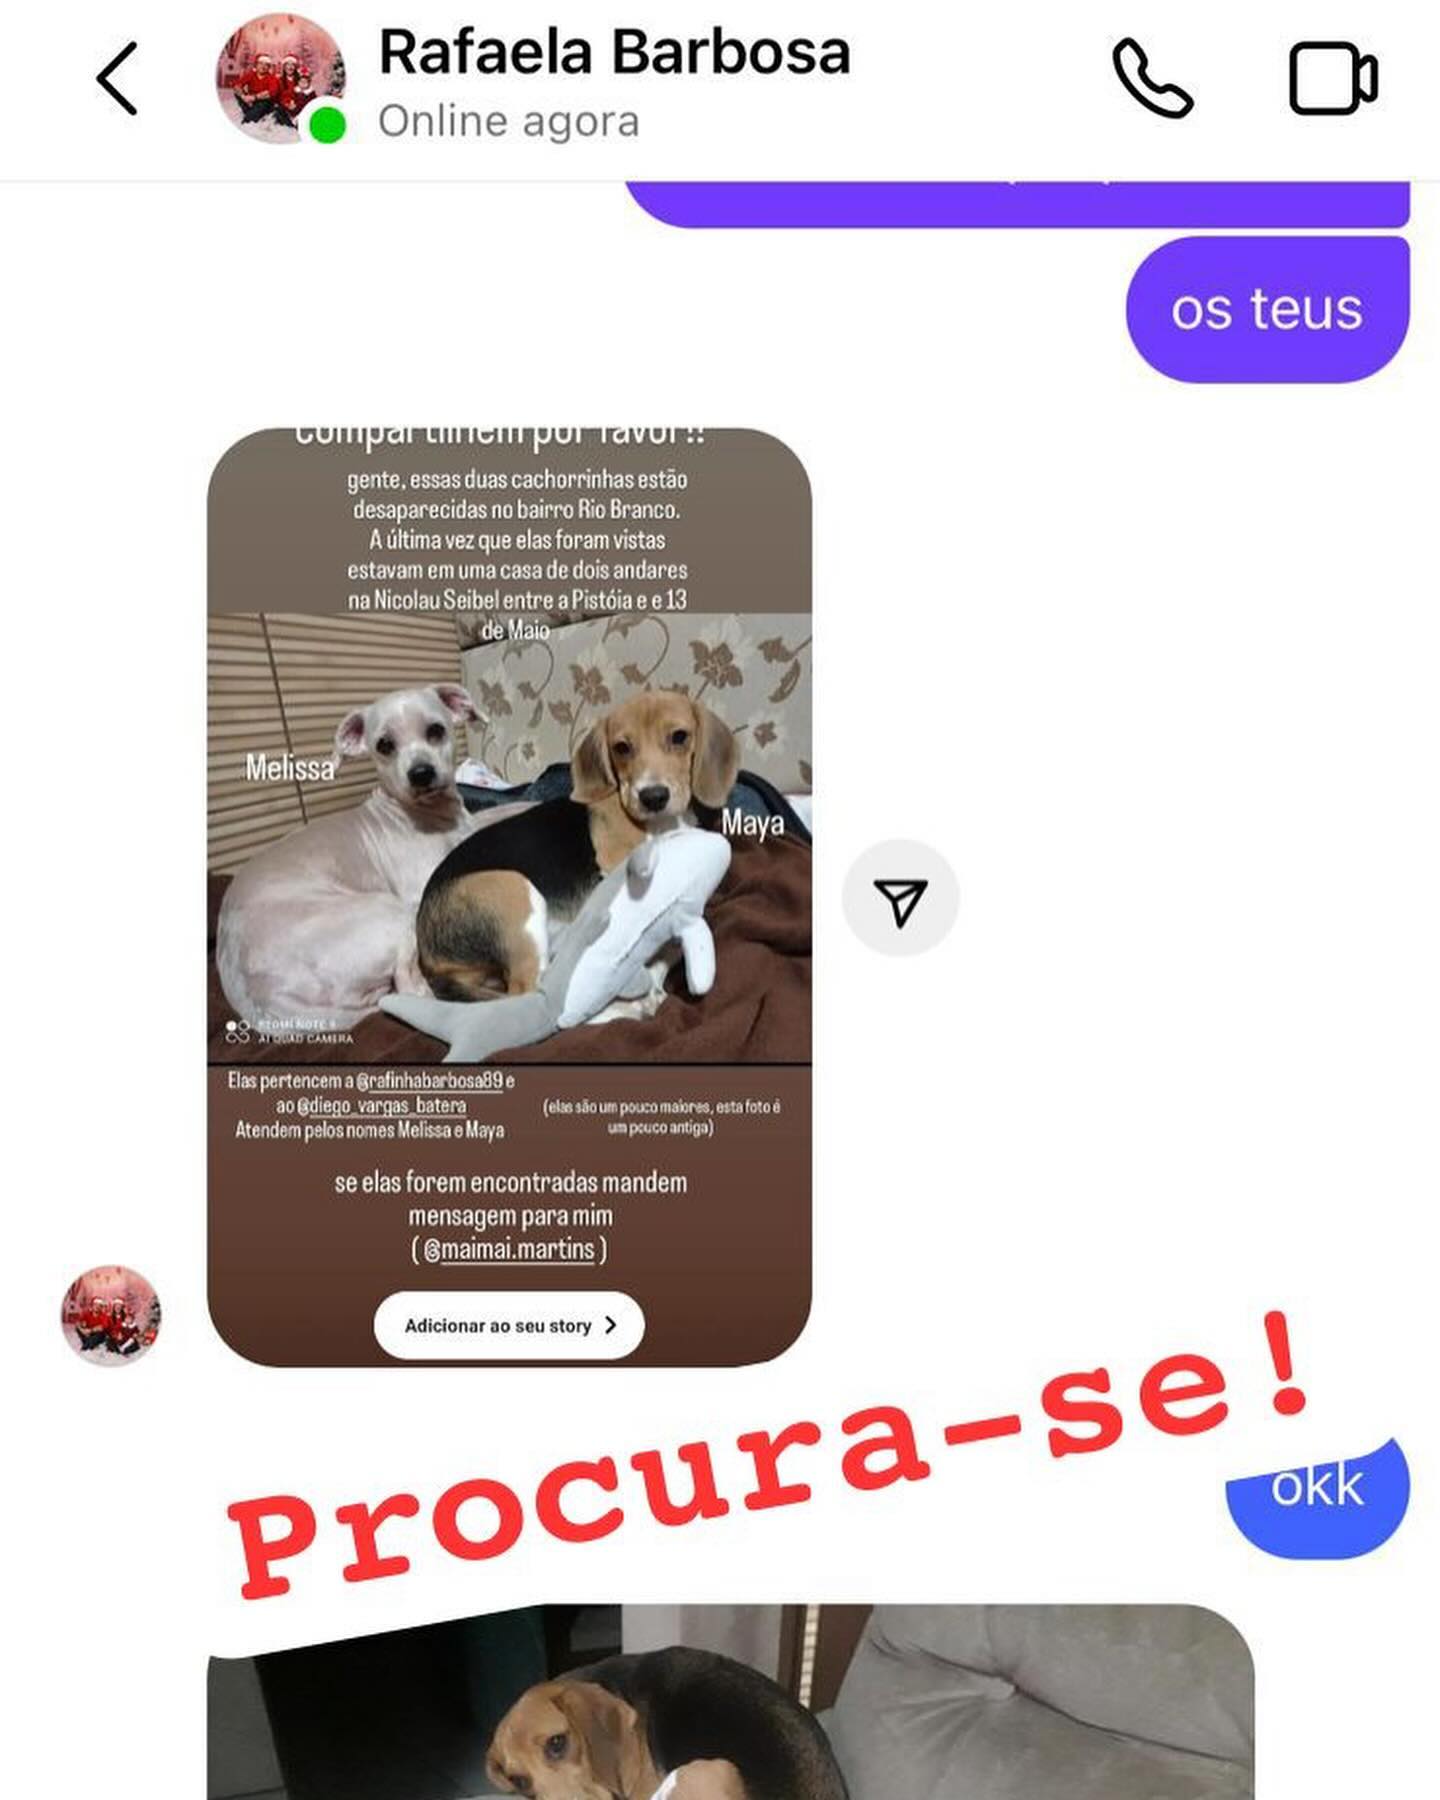 Rafaela Barbosa
Online agora
os teus
compartilhem por favor!!
gente, essas duas cachorrinhas estão
desaparecidas no bairro Rio Branco.
A última vez que elas foram vistas
estavam em uma casa de dois andares
na Nicolau Seibel entre a Pistóia e e 13
de Maio
Melissa
Maya
REDMI NOTE 8
AI QUAD CAMERA
Elas pertencem a @rafinhabarbosa89 e
ao @diego_vargas_batera
Atendem pelos nomes Melissa e Maya
(elas são um pouco maiores, esta foto é
um pouco antiga)
se elas forem encontradas mandem
mensagem para mim
( @maimai.martins )
Adicionar ao seu story
Procura-se!
okk